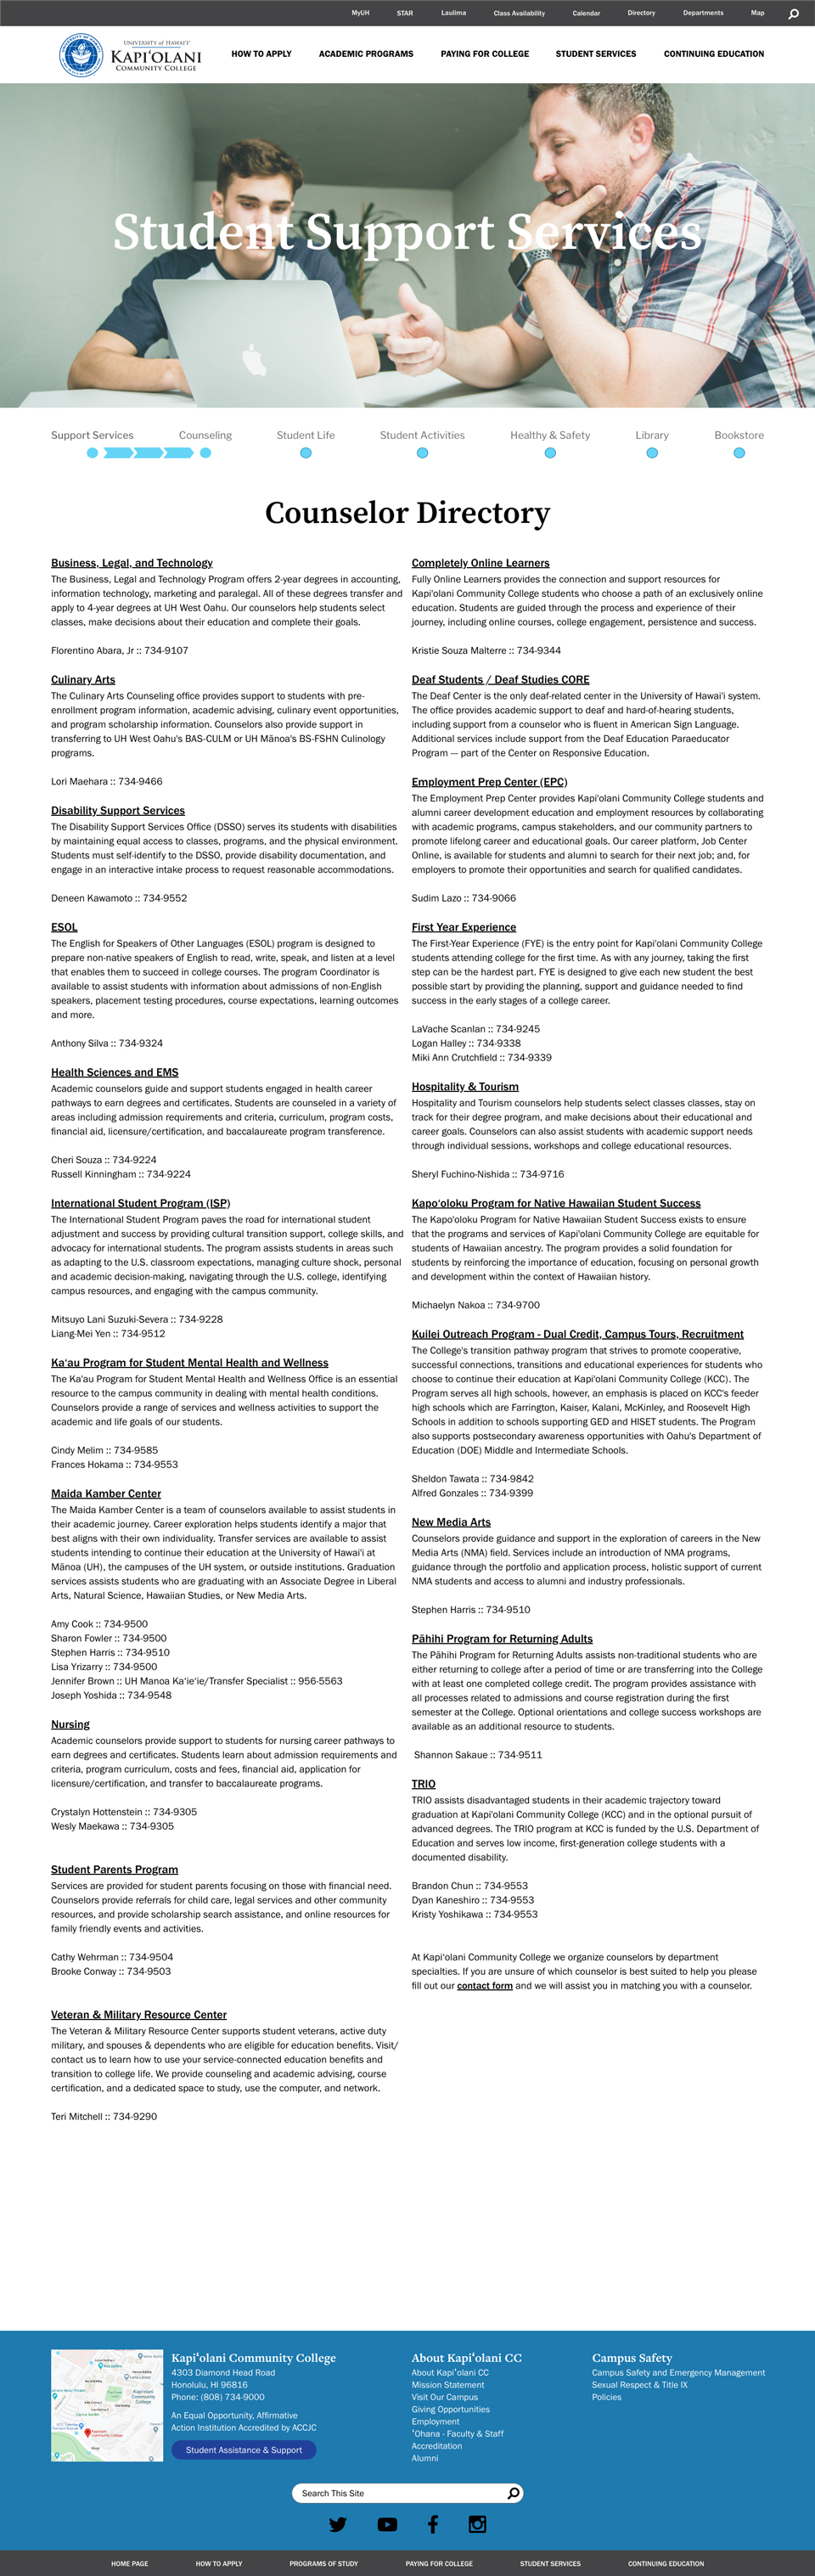 MyUH STAR Laulima Class Availability Calendar Directory Departments Map
UNIVERSITY of HAWAI'I
KAPI'OLANI
COMMUNITY COLLEGE
HOW TO APPLY ACADEMIC PROGRAMS PAYING FOR COLLEGE STUDENT SERVICES CONTINUING EDUCATION
Student Support Services
Support Services Counseling Student Life Student Activities Healthy & Safety Library Bookstore
Counselor Directory
Business, Legal, and Technology
The Business, Legal and Technology Program offers 2-year degrees in accounting,
information technology, marketing and paralegal. All of these degrees transfer and
apply to 4-year degrees at UH West Oahu. Our counselors help students select
classes, make decisions about their education and complete their goals.
Florentino Abara, Jr :: 734-9107
Culinary Arts
The Culinary Arts Counseling office provides support to students with pre-
enrollment program information, academic advising, culinary event opportunities,
and program scholarship information. Counselors also provide support in
transferring to UH West Oahu's BAS-CULM or UH Mānoa's BS-FSHN Culinology
programs.
Lori Maehara :: 734-9466
Disability Support Services
The Disability Support Services Office (DSSO) serves its students with disabilities
by maintaining equal access to classes, programs, and the physical environment.
Students must self-identify to the DSSO, provide disability documentation, and
engage in an interactive intake process to request reasonable accommodations.
Deneen Kawamoto :: 734-9552
ESOL
The English for Speakers of Other Languages (ESOL) program is designed to
prepare non-native speakers of English to read, write, speak, and listen at a level
that enables them to succeed in college courses. The program Coordinator is
available to assist students with information about admissions of non-English
speakers, placement testing procedures, course expectations, learning outcomes
and more.
Anthony Silva :: 734-9324
Health Sciences and EMS
Academic counselors guide and support students engaged in health career
pathways to earn degrees and certificates. Students are counseled in a variety of
areas including admission requirements and criteria, curriculum, program costs,
financial aid, licensure/certification, and baccalaureate program transference.
Cheri Souza :: 734-9224
Russell Kinningham :: 734-9224
International Student Program (ISP)
The International Student Program paves the road for international student
adjustment and success by providing cultural transition support, college skills, and
advocacy for international students. The program assists students in areas such
as adapting to the U.S. classroom expectations, managing culture shock, personal
and academic decision-making, navigating through the U.S. college, identifying
campus resources, and engaging with the campus community.
Mitsuyo Lani Suzuki-Severa :: 734-9228
Liang-Mei Yen :: 734-9512
Ka'au Program for Student Mental Health and Wellness
The Ka'au Program for Student Mental Health and Wellness Office is an essential
resource to the campus community in dealing with mental health conditions.
Counselors provide a range of services and wellness activities to support the
academic and life goals of our students.
Cindy Melim :: 734-9585
Frances Hokama :: 734-9553
Maida Kamber Center
The Maida Kamber Center is a team of counselors available to assist students in
their academic journey. Career exploration helps students identify a major that
best aligns with their own individuality. Transfer services are available to assist
students intending to continue their education at the University of Hawai'i at
Mānoa (UH), the campuses of the UH system, or outside institutions. Graduation
services assists students who are graduating with an Associate Degree in Liberal
Arts, Natural Science, Hawaiian Studies, or New Media Arts.
Amy Cook :: 734-9500
Sharon Fowler :: 734-9500
Stephen Harris :: 734-9510
Lisa Yrizarry :: 734-9500
Jennifer Brown :: UH Manoa Ka'ie'ie/Transfer Specialist :: 956-5563
Joseph Yoshida :: 734-9548
Nursing
Academic counselors provide support to students for nursing career pathways to
earn degrees and certificates. Students learn about admission requirements and
criteria, program curriculum, costs and fees, financial aid, application for
licensure/certification, and transfer to baccalaureate programs.
Crystalyn Hottenstein :: 734-9305
Wesly Maekawa :: 734-9305
Student Parents Program
Services are provided for student parents focusing on those with financial need.
Counselors provide referrals for child care, legal services and other community
resources, and provide scholarship search assistance, and online resources for
family friendly events and activities.
Cathy Wehrman :: 734-9504
Brooke Conway :: 734-9503
Veteran & Military Resource Center
The Veteran & Military Resource Center supports student veterans, active duty
military, and spouses & dependents who are eligible for education benefits. Visit/
contact us to learn how to use your service-connected education benefits and
transition to college life. We provide counseling and academic advising, course
certification, and a dedicated space to study, use the computer, and network.
Teri Mitchell :: 734-9290
Completely Online Learners
Fully Online Learners provides the connection and support resources for
Kapi'olani Community College students who choose a path of an exclusively online
education. Students are guided through the process and experience of their
journey, including online courses, college engagement, persistence and success.
Kristie Souza Malterre :: 734-9344
Deaf Students / Deaf Studies CORE
The Deaf Center is the only deaf-related center in the University of Hawai'i system.
The office provides academic support to deaf and hard-of-hearing students,
including support from a counselor who is fluent in American Sign Language.
Additional services include support from the Deaf Education Paraeducator
Program — part of the Center on Responsive Education.
Employment Prep Center (EPC)
The Employment Prep Center provides Kapi'olani Community College students and
alumni career development education and employment resources by collaborating
with academic programs, campus stakeholders, and our community partners to
promote lifelong career and educational goals. Our career platform, Job Center
Online, is available for students and alumni to search for their next job; and, for
employers to promote their opportunities and search for qualified candidates.
Sudim Lazo :: 734-9066
First Year Experience
The First-Year Experience (FYE) is the entry point for Kapi'olani Community College
students attending college for the first time. As with any journey, taking the first
step can be the hardest part. FYE is designed to give each new student the best
possible start by providing the planning, support and guidance needed to find
success in the early stages of a college career.
LaVache Scanlan :: 734-9245
Logan Halley :: 734-9338
Miki Ann Crutchfield :: 734-9339
Hospitality & Tourism
Hospitality and Tourism counselors help students select classes classes, stay on
track for their degree program, and make decisions about their educational and
career goals. Counselors can also assist students with academic support needs
through individual sessions, workshops and college educational resources.
Sheryl Fuchino-Nishida :: 734-9716
Kapo'oloku Program for Native Hawaiian Student Success
The Kapo'oloku Program for Native Hawaiian Student Success exists to ensure
that the programs and services of Kapi'olani Community College are equitable for
students of Hawaiian ancestry. The program provides a solid foundation for
students by reinforcing the importance of education, focusing on personal growth
and development within the context of Hawaiian history.
Michaelyn Nakoa :: 734-9700
Kuilei Outreach Program - Dual Credit, Campus Tours, Recruitment
The College's transition pathway program that strives to promote cooperative,
successful connections, transitions and educational experiences for students who
choose to continue their education at Kapi'olani Community College (KCC). The
Program serves all high schools, however, an emphasis is placed on KCC's feeder
high schools which are Farrington, Kaiser, Kalani, McKinley, and Roosevelt High
Schools in addition to schools supporting GED and HISET students. The Program
also supports postsecondary awareness opportunities with Oahu's Department of
Education (DOE) Middle and Intermediate Schools.
Sheldon Tawata :: 734-9842
Alfred Gonzales :: 734-9399
New Media Arts
Counselors provide guidance and support in the exploration of careers in the New
Media Arts (NMA) field. Services include an introduction of NMA programs,
guidance through the portfolio and application process, holistic support of current
NMA students and access to alumni and industry professionals.
Stephen Harris :: 734-9510
Pāhihi Program for Returning Adults
The Pāhihi Program for Returning Adults assists non-traditional students who are
either returning to college after a period of time or are transferring into the College
with at least one completed college credit. The program provides assistance with
all processes related to admissions and course registration during the first
semester at the College. Optional orientations and college success workshops are
available as an additional resource to students.
Shannon Sakaue :: 734-9511
TRIO
TRIO assists disadvantaged students in their academic trajectory toward
graduation at Kapi'olani Community College (KCC) and in the optional pursuit of
advanced degrees. The TRIO program at KCC is funded by the U.S. Department of
Education and serves low income, first-generation college students with a
documented disability.
Brandon Chun :: 734-9553
Dyan Kaneshiro :: 734-9553
Kristy Yoshikawa :: 734-9553
At Kapi'olani Community College we organize counselors by department
specialties. If you are unsure of which counselor is best suited to help you please
fill out our contact form and we will assist you in matching you with a counselor.
Kapi'olani Community College
4303 Diamond Head Road
Honolulu, HI 96816
Phone: (808) 734-9000
An Equal Opportunity, Affirmative
Action Institution Accredited by ACCJC
Student Assistance & Support
About Kapi'olani CC
About Kapi'olani CC
Mission Statement
Visit Our Campus
Giving Opportunities
Employment
'Ohana - Faculty & Staff
Accreditation
Alumni
Campus Safety
Campus Safety and Emergency Management
Sexual Respect & Title IX
Policies
Search This Site
HOME PAGE HOW TO APPLY PROGRAMS OF STUDY PAYING FOR COLLEGE STUDENT SERVICES CONTINUING EDUCATION